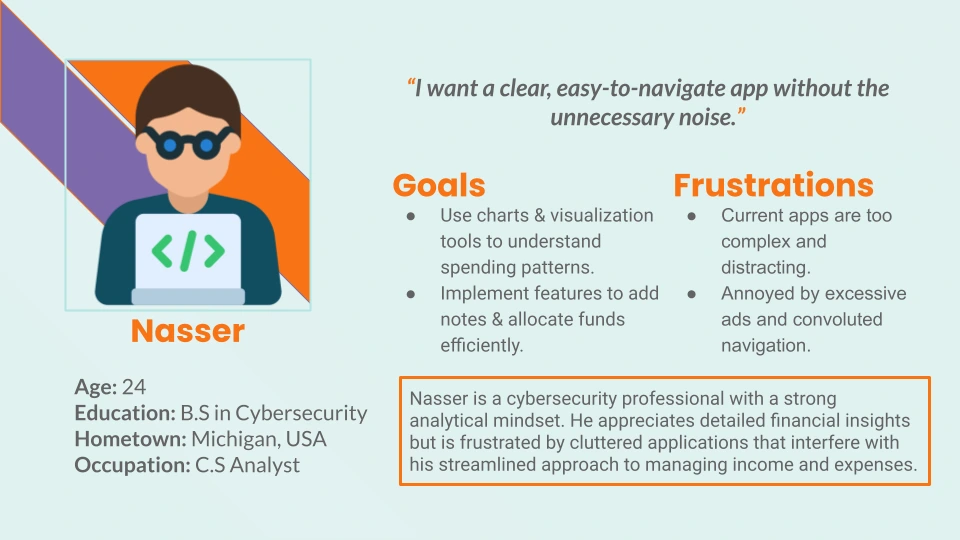 “I want a clear, easy-to-navigate app without the
unnecessary noise.”
Goals
● Use charts & visualization
tools to understand
spending patterns.
● Implement features to add
notes & allocate funds
efficiently.
Frustrations
● Current apps are too
complex and
distracting.
● Annoyed by excessive
ads and convoluted
navigation.
</>
Nasser
Age: 24
Education: B.S in Cybersecurity
Hometown: Michigan, USA
Occupation: C.S Analyst
Nasser is a cybersecurity professional with a strong
analytical mindset. He appreciates detailed financial insights
but is frustrated by cluttered applications that interfere with
his streamlined approach to managing income and expenses.